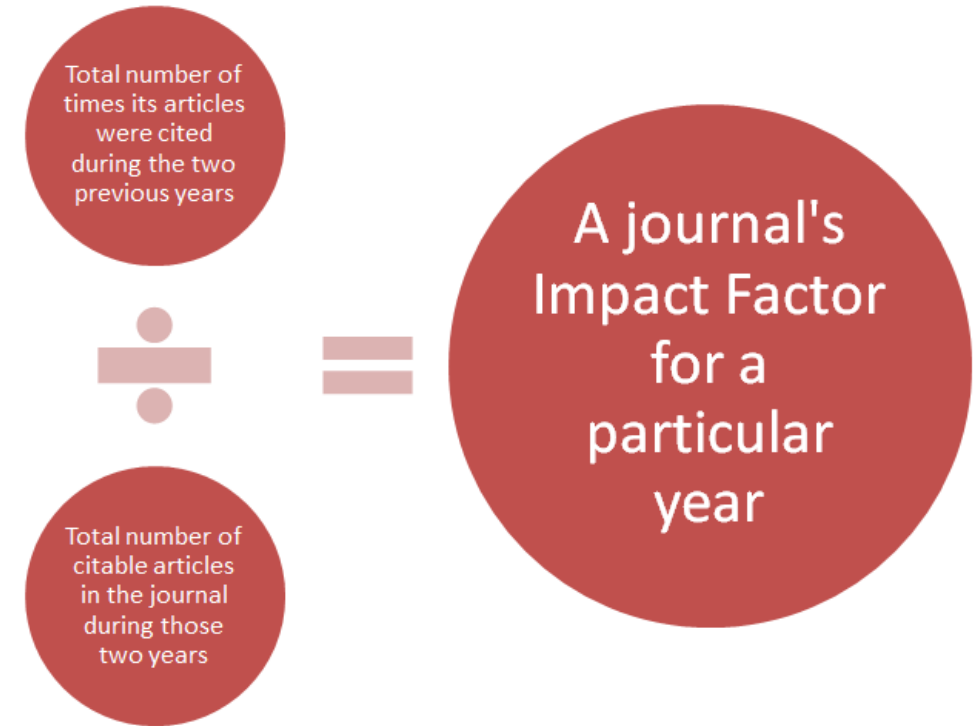 Total number of
times its articles
were cited
during the two
previous years
÷
Total number of
citable articles
in the journal
during those
two years
=
A journal's
Impact Factor
for a
particular
year